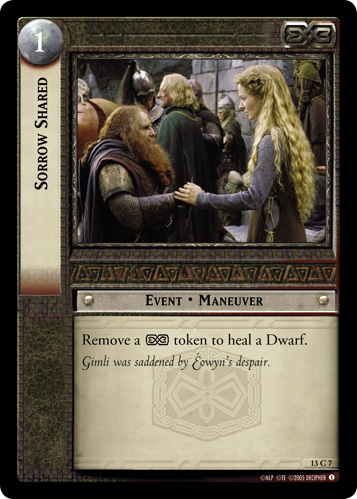 1
SORROW SHARED
EVENT • MANEUVER
Remove a token to heal a Dwarf.
Gimli was saddened by Éowyn's despair.
13 C 7
©NLP ©TE ©2005 DECIPHER 1